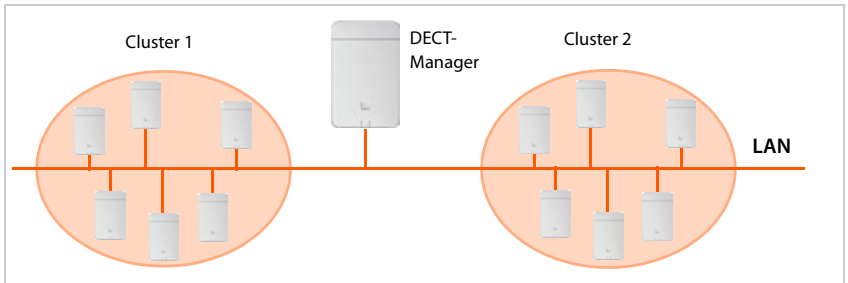 Cluster 1
DECT-
Manager
Cluster 2
LAN